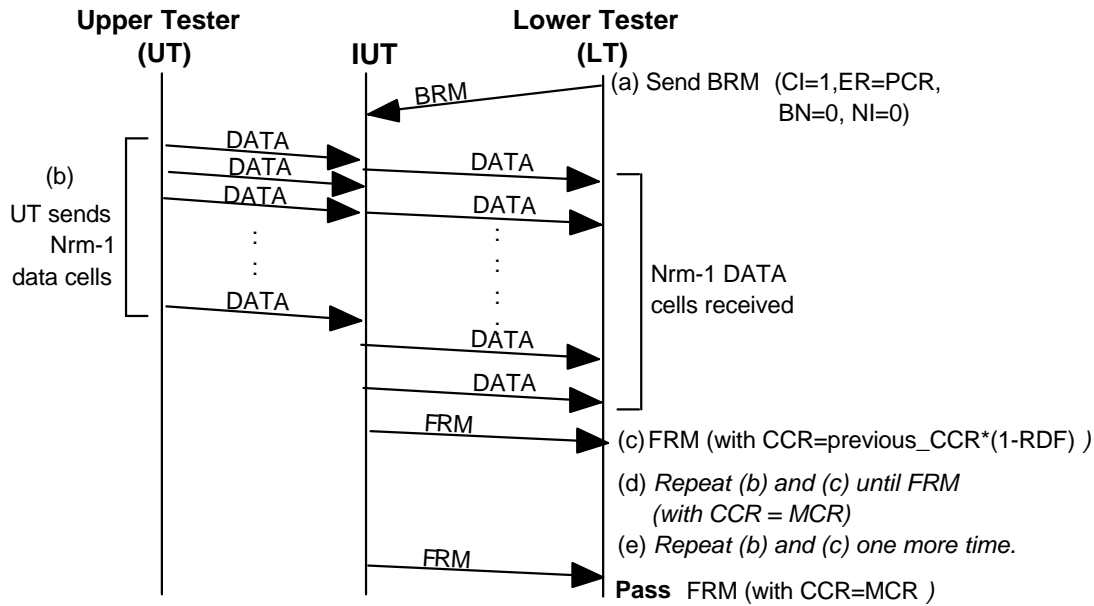 Upper Tester
(UT)
IUT
Lower Tester
(LT)
BRM
(a) Send BRM (CI=1,ER=PCR,
BN=0, NI=0)
DATA
DATA
DATA
DATA
DATA
DATA
(b)
UT sends
Nrm-1
data cells
Nrm-1 DATA
cells received
DATA
DATA
FRM
(c) FRM (with CCR=previous_CCR*(1-RDF) )
(d) Repeat (b) and (c) until FRM
(with CCR = MCR)
(e) Repeat (b) and (c) one more time.
FRM
Pass FRM (with CCR=MCR )